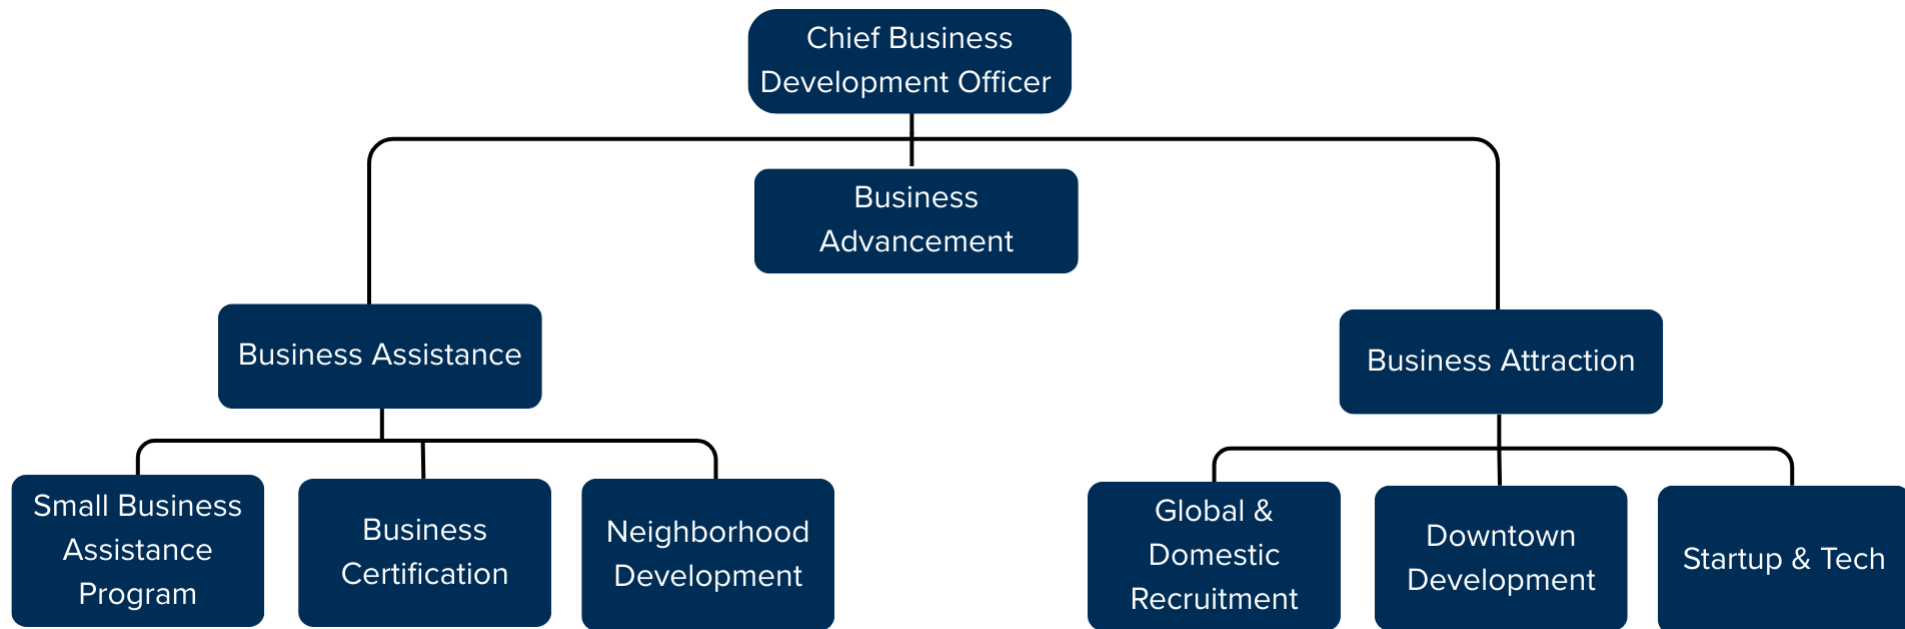 Chief Business
Development Officer
Business
Advancement
Business Assistance
Business Attraction
Small Business
Assistance
Program
Business
Certification
Neighborhood
Development
Global &
Domestic
Recruitment
Downtown
Development
Startup & Tech